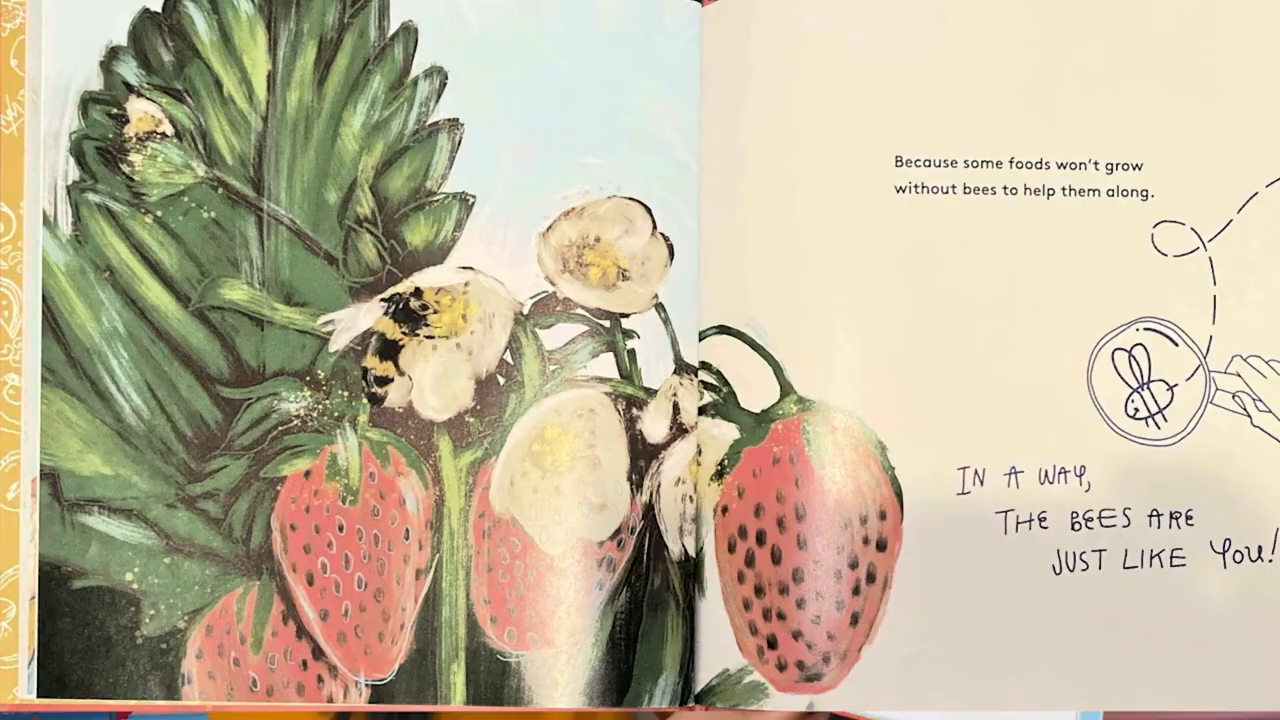 Because some foods won't grow
without bees to help them along.
IN A WAY,
THE BEES ARE
JUST LIKE YOU!